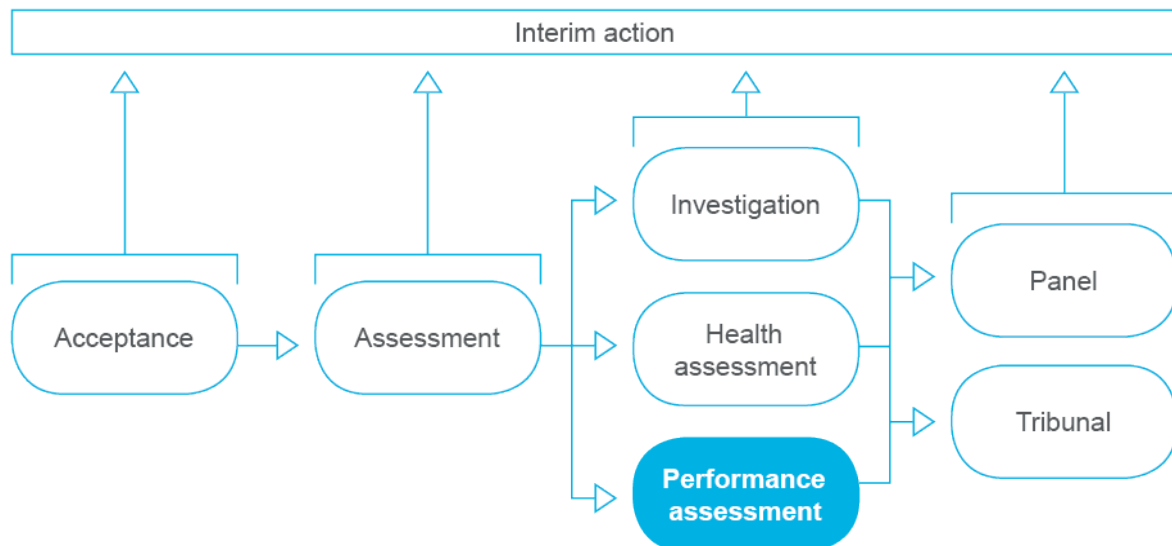 Interim action
Acceptance
Assessment
Investigation
Health
assessment
Performance
assessment
Panel
Tribunal